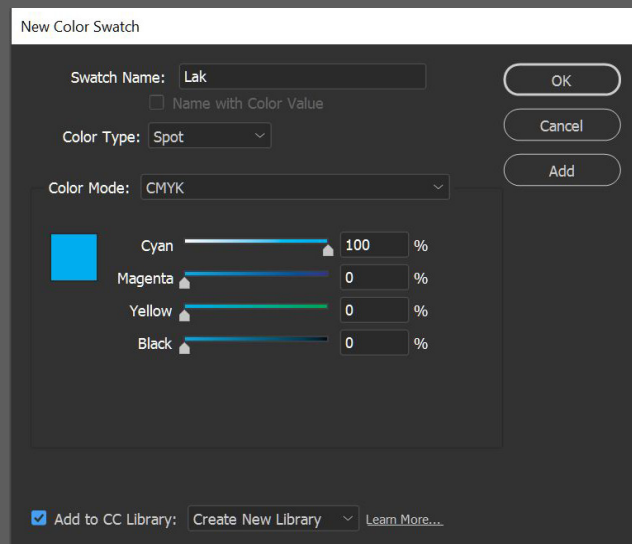 New Color Swatch
Swatch Name: Lak
OK
Name with Color Value
Color Type: Spot
Cancel
Add
Color Mode: CMYK
Cyan 100 %
Magenta 0 %
Yellow 0 %
Black 0 %
Add to CC Library: Create New Library Learn More...